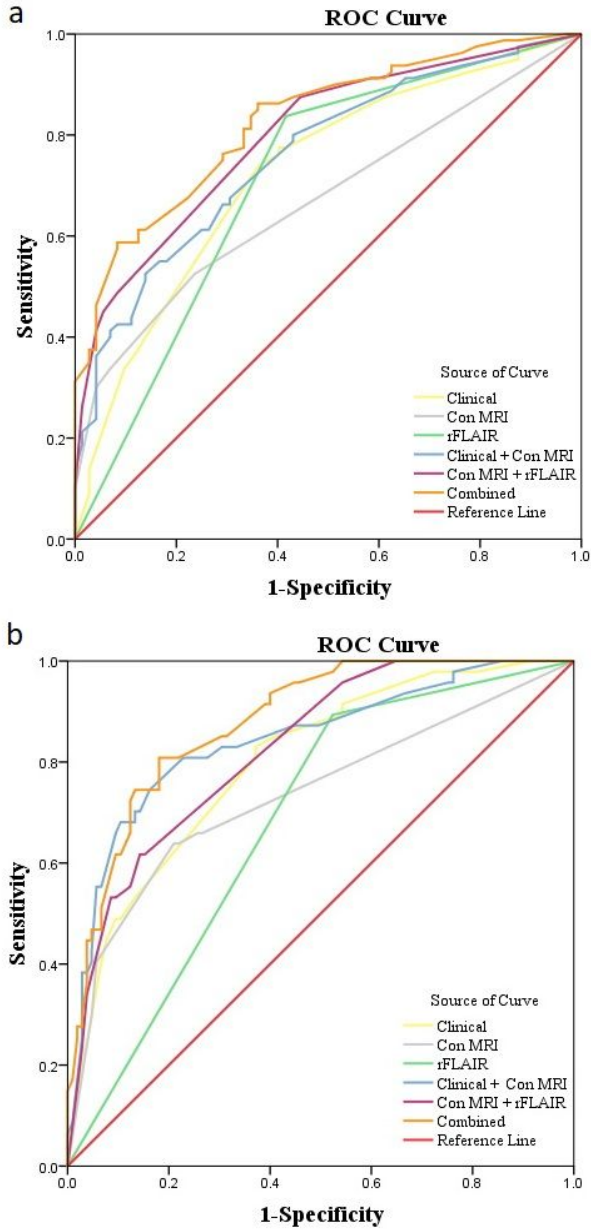 a
ROC Curve
1.0
0.8
0.6
0.4
0.2
0.0
Sensitivity
Source of Curve
Clinical
Con MRI
rFLAIR
Clinical + Con MRI
Con MRI + rFLAIR
Combined
Reference Line
0.0 0.2 0.4 0.6 0.8 1.0
1-Specificity
b
ROC Curve
1.0
0.8
0.6
0.4
0.2
0.0
Sensitivity
Source of Curve
Clinical
Con MRI
rFLAIR
Clinical + Con MRI
Con MRI + rFLAIR
Combined
Reference Line
0.0 0.2 0.4 0.6 0.8 1.0
1-Specificity